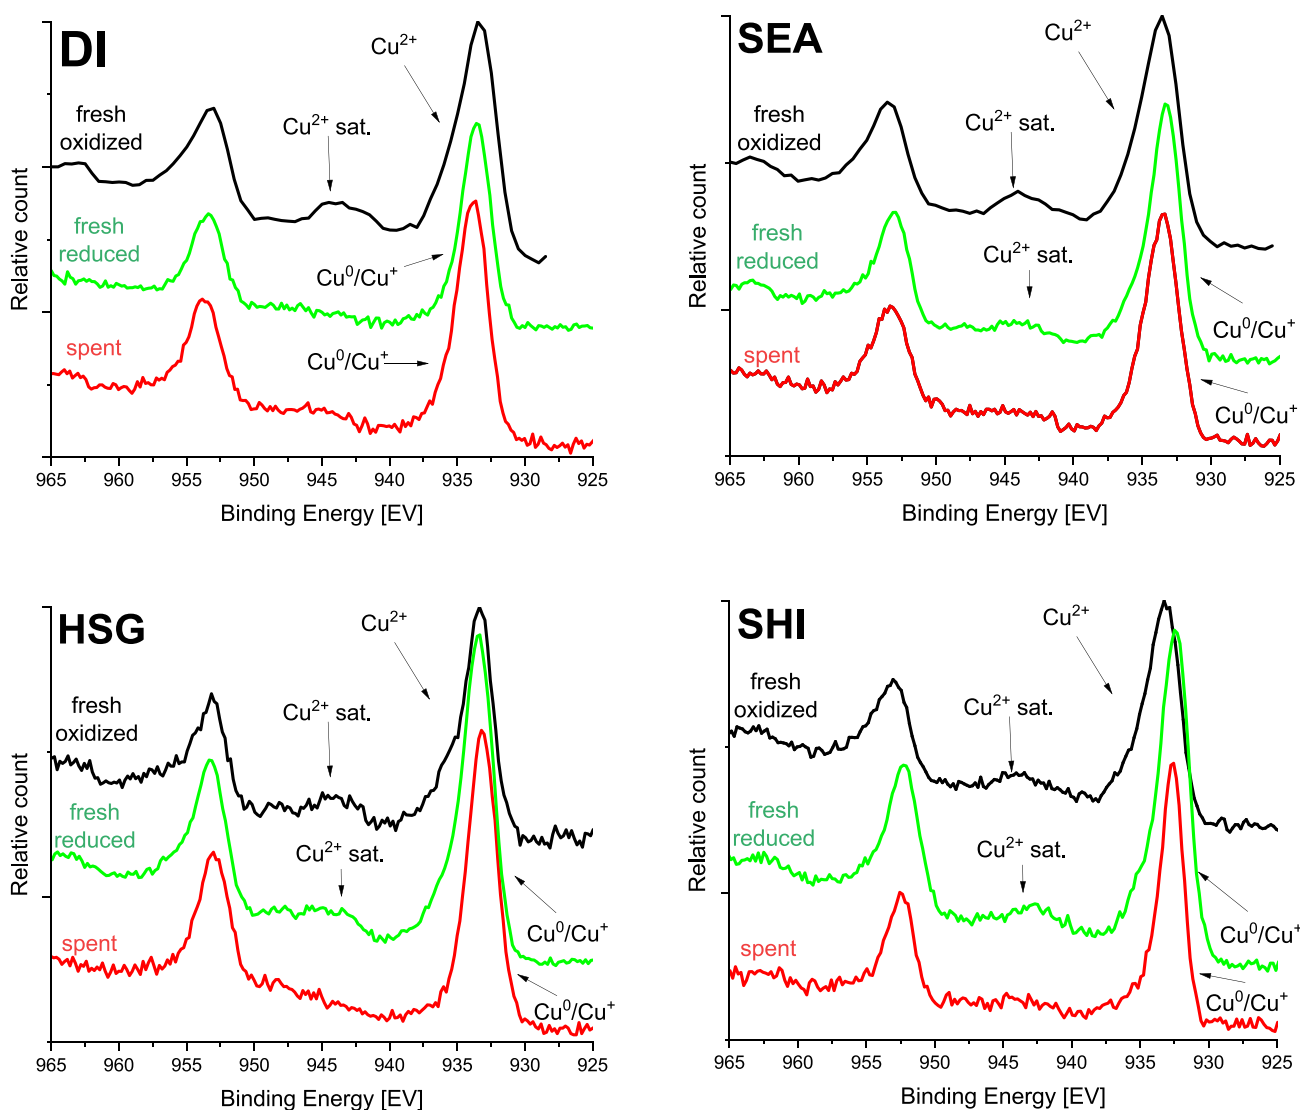 DI
Cu²⁺
fresh
oxidized
Cu²⁺ sat.
fresh
reduced
Cu⁰/Cu⁺
spent
Cu⁰/Cu⁺
Relative count
965 960 955 950 945 940 935 930 925
Binding Energy [EV]
SEA
Cu²⁺
fresh
oxidized
Cu²⁺ sat.
fresh
reduced
Cu²⁺ sat.
Cu⁰/Cu⁺
spent
Cu⁰/Cu⁺
Relative count
965 960 955 950 945 940 935 930 925
Binding Energy [EV]
HSG
Cu²⁺
fresh
oxidized
Cu²⁺ sat.
fresh
reduced
Cu²⁺ sat.
Cu⁰/Cu⁺
spent
Cu⁰/Cu⁺
Relative count
965 960 955 950 945 940 935 930 925
Binding Energy [EV]
SHI
Cu²⁺
fresh
oxidized
Cu²⁺ sat.
fresh
reduced
Cu²⁺ sat.
Cu⁰/Cu⁺
spent
Cu⁰/Cu⁺
Relative count
965 960 955 950 945 940 935 930 925
Binding Energy [EV]